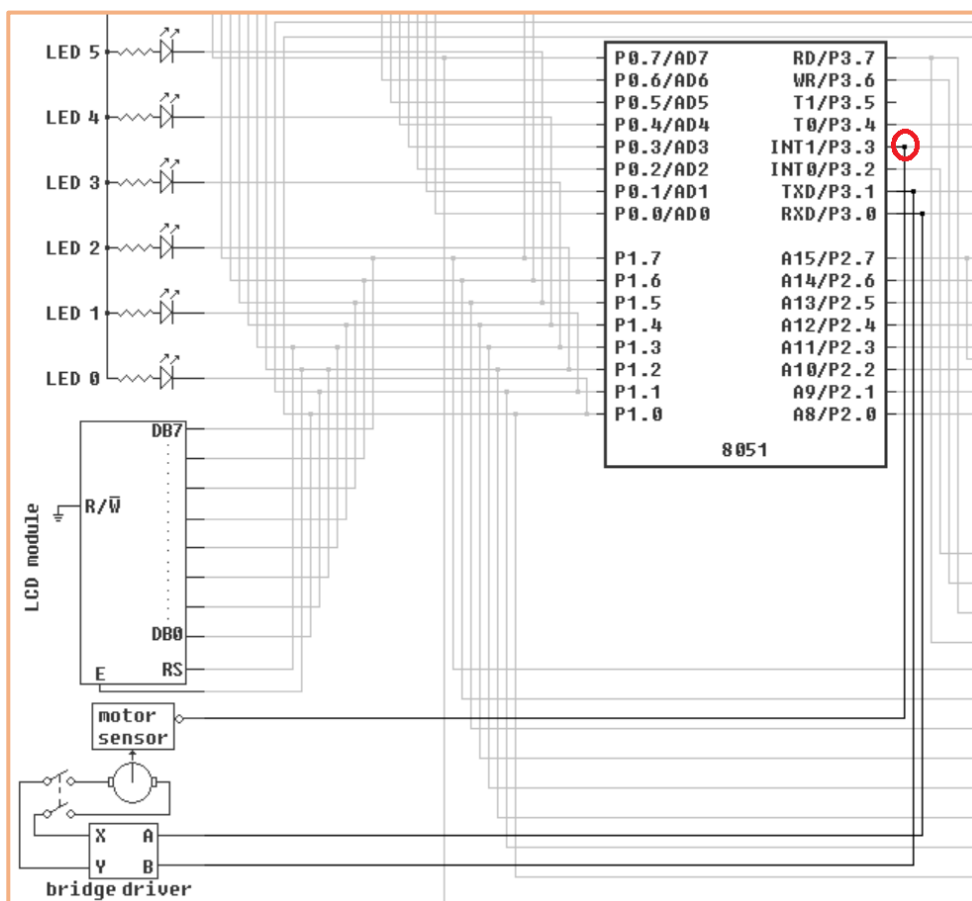 LED 5
LED 4
LED 3
LED 2
LED 1
LED 0
P0.7/AD7 RD/P3.7
P0.6/AD6 WR/P3.6
P0.5/AD5 T1/P3.5
P0.4/AD4 T0/P3.4
P0.3/AD3 INT1/P3.3
P0.2/AD2 INT0/P3.2
P0.1/AD1 TXD/P3.1
P0.0/AD0 RXD/P3.0
P1.7 A15/P2.7
P1.6 A14/P2.6
P1.5 A13/P2.5
P1.4 A12/P2.4
P1.3 A11/P2.3
P1.2 A10/P2.2
P1.1 A9/P2.1
P1.0 A8/P2.0
8051
LCD module
DB7
R/W̅
DB0
RS
E
motor
sensor
X A
Y B
bridge driver